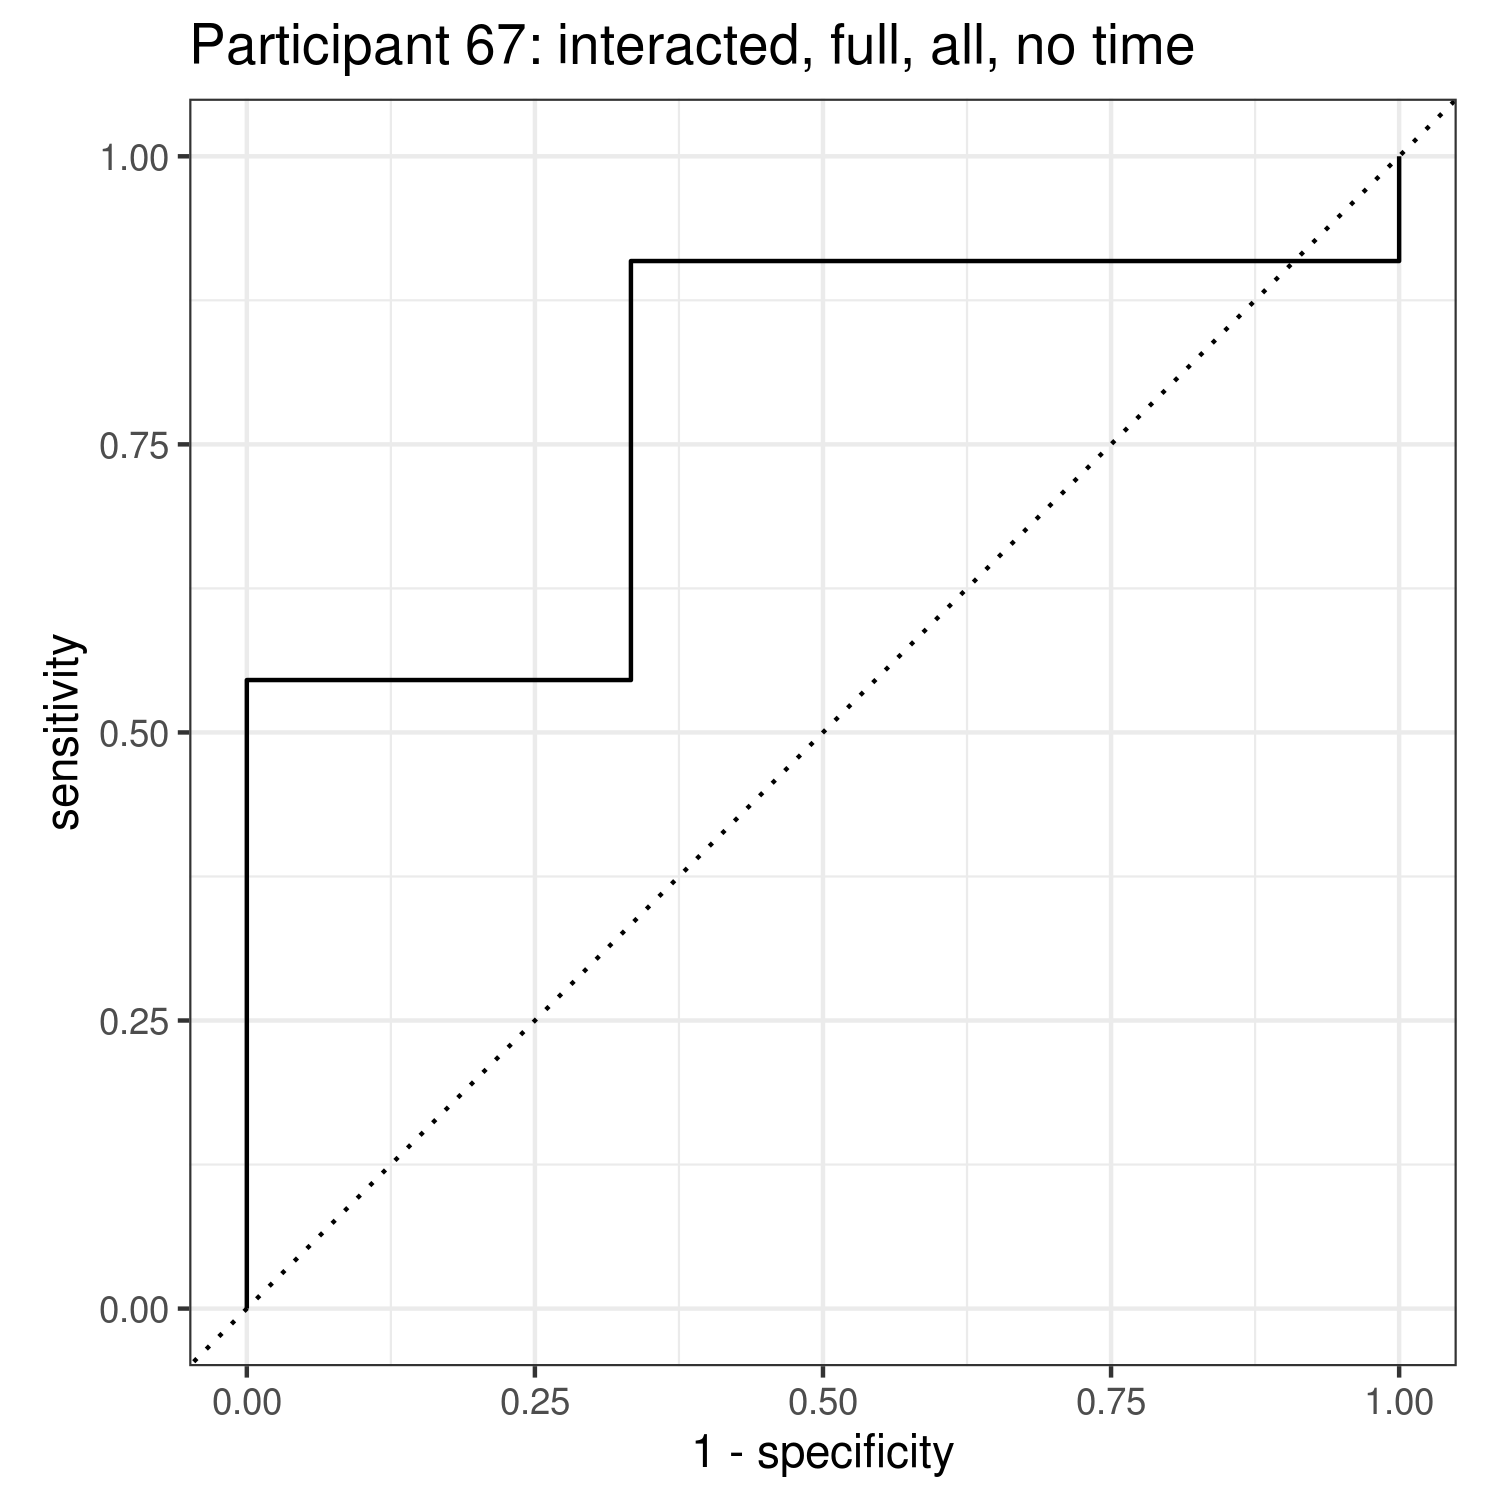 Participant 67: interacted, full, all, no time
1.00
0.75
0.50
0.25
0.00
sensitivity
0.00 0.25 0.50 0.75 1.00
1 - specificity